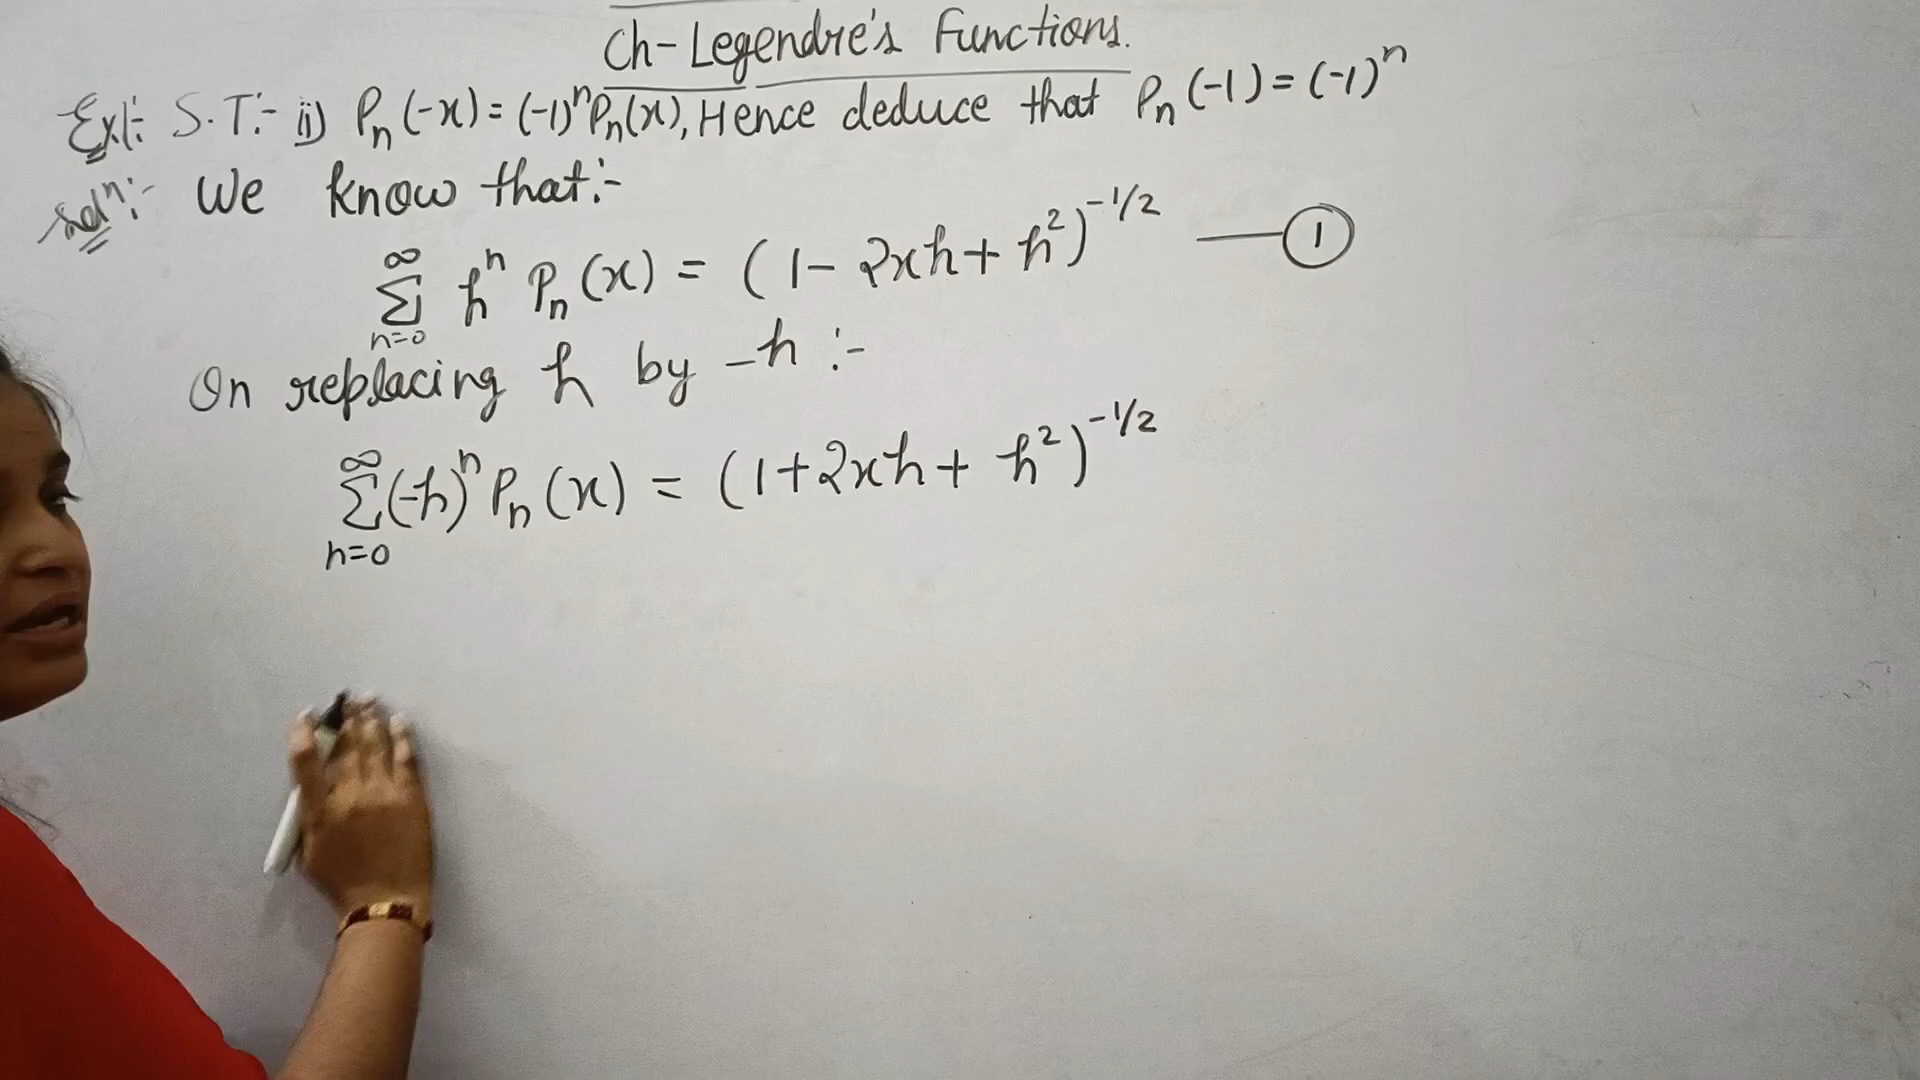 Ch-Legendre's Functions.
Ex1:- S.T:- ii) Pₙ(-x) = (-1)ⁿPₙ(x), Hence deduce that Pₙ(-1) = (-1)ⁿ
Solⁿ:- We know that:-
∞∑n=0 hⁿ Pₙ(x) = (1 - 2xh + h²)^-1/2 — ①
On replacing h by -h :-
∞∑n=0 (-h)ⁿ Pₙ(x) = (1+2xh + h²)^-1/2